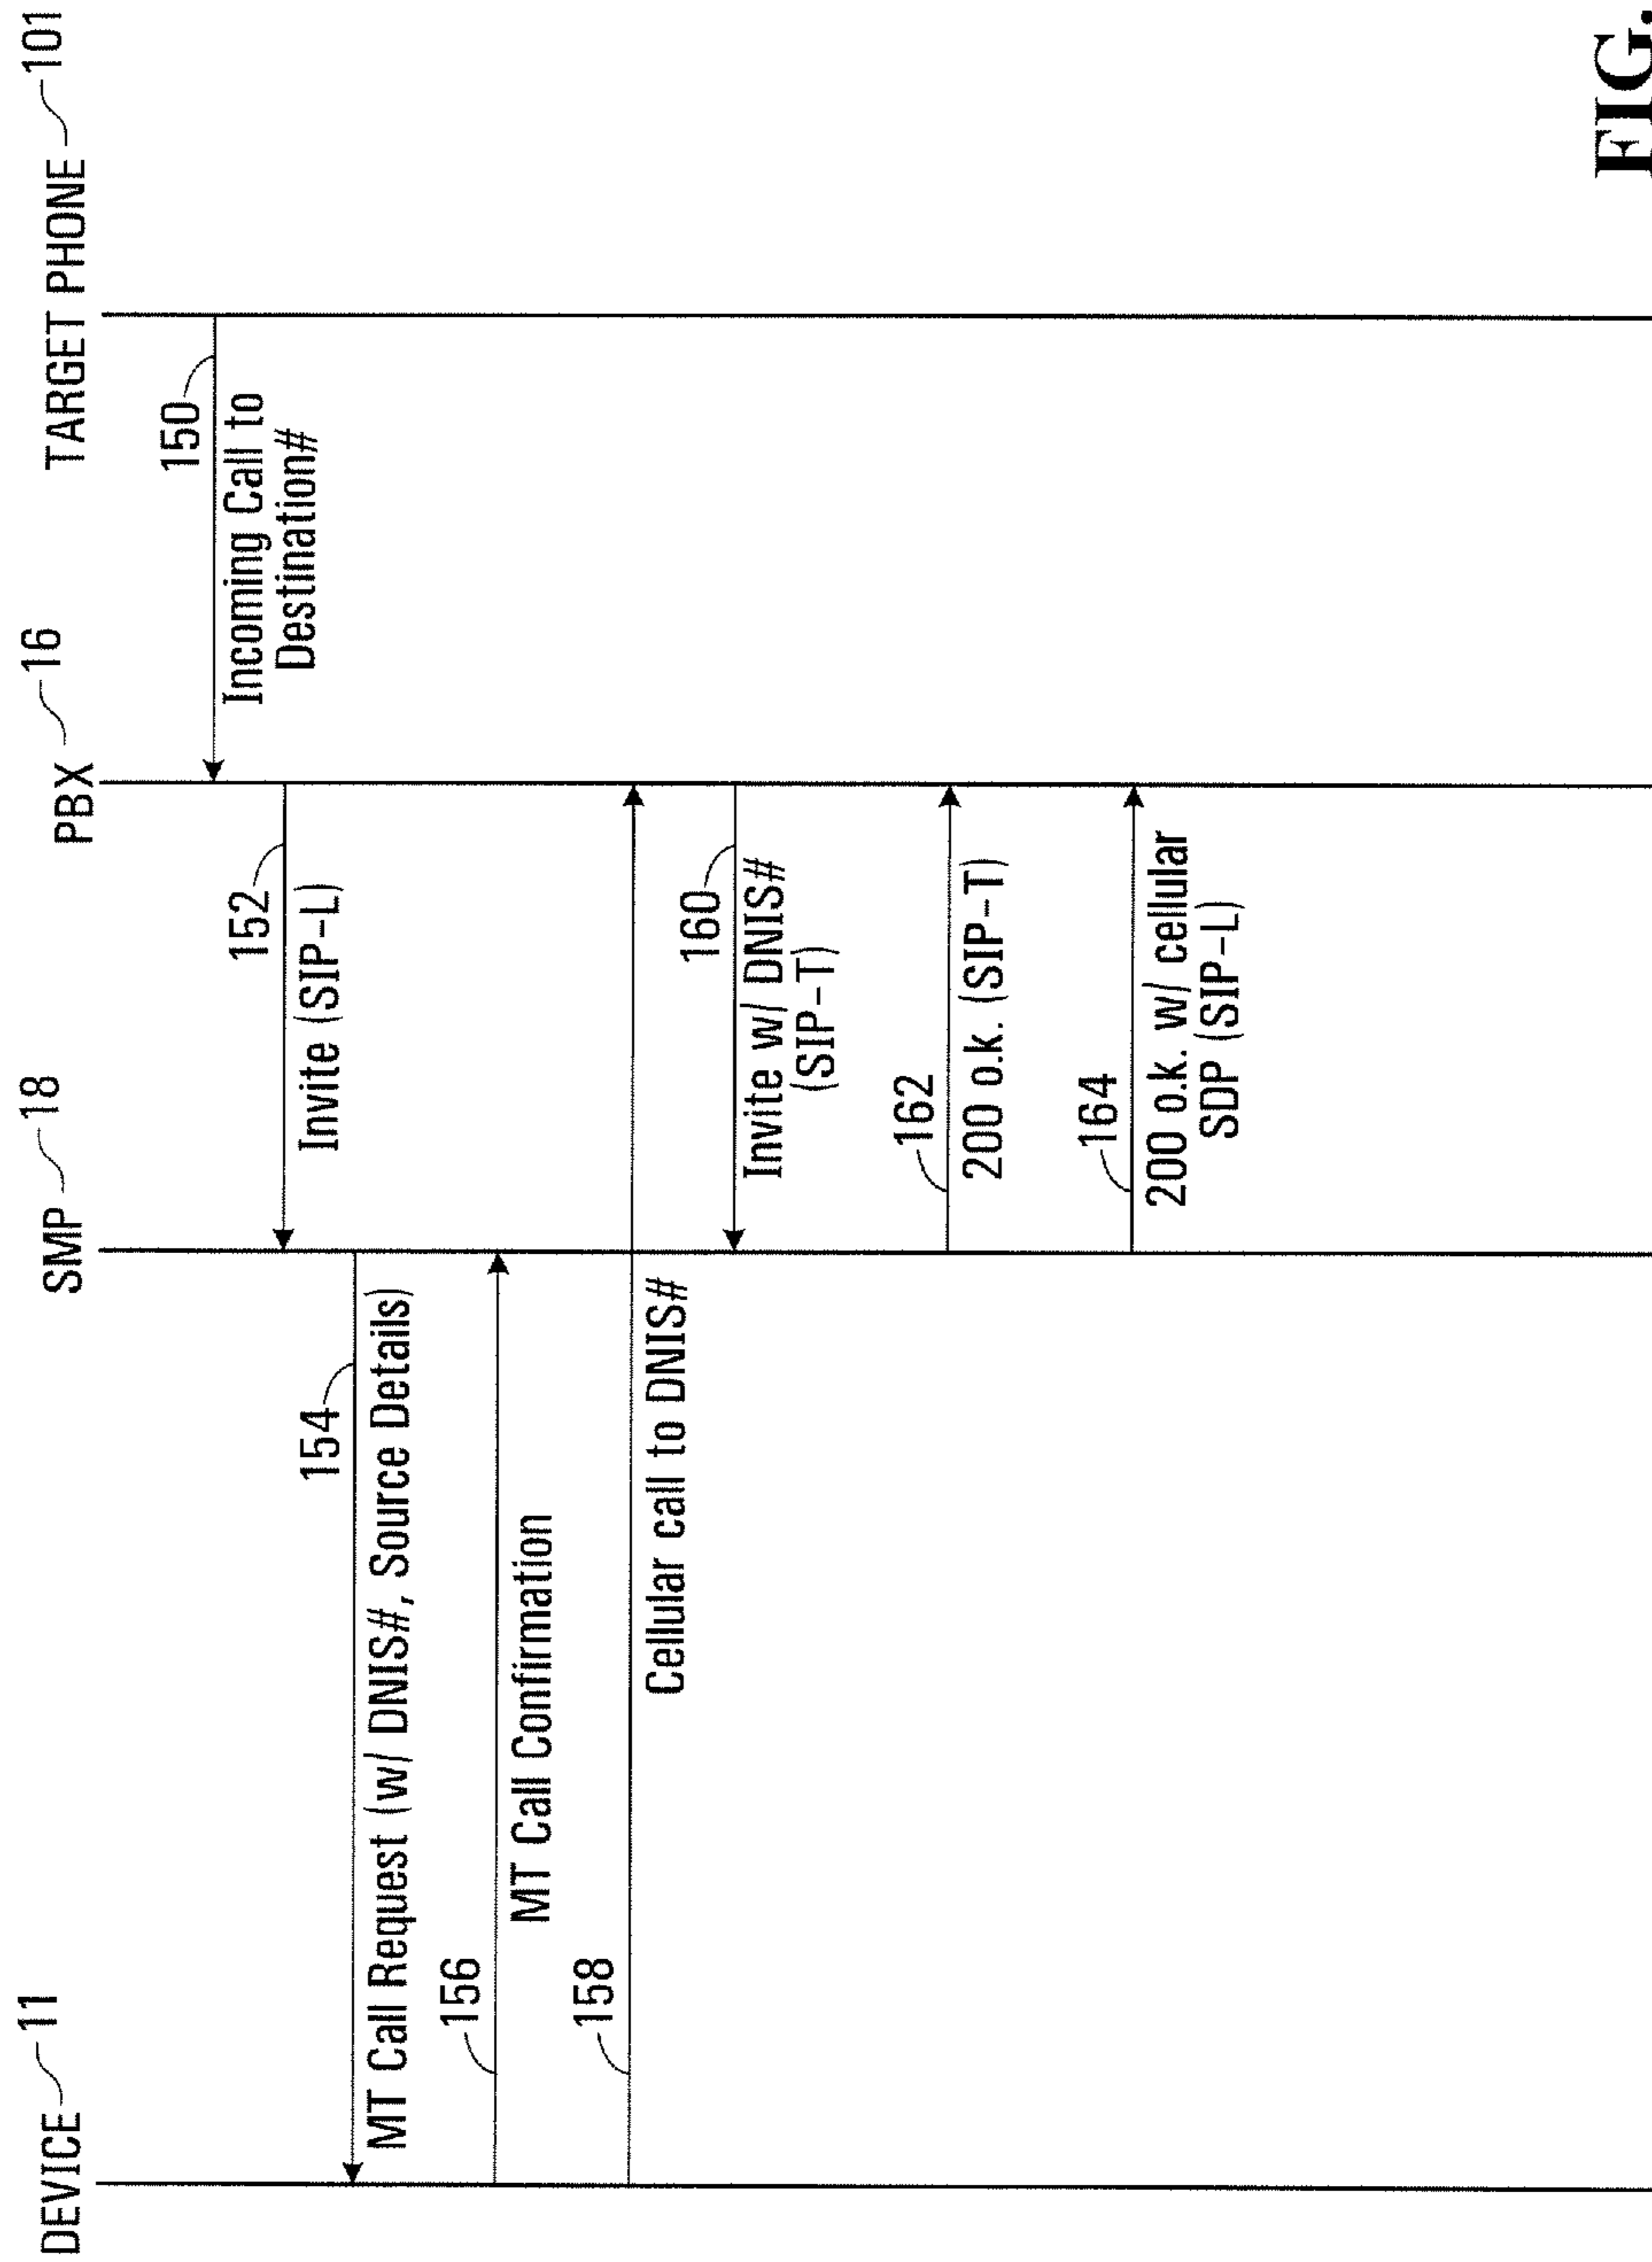 DEVICE 11
SMP 18
PBX 16
TARGET PHONE 101
150
Incoming Call to
Destination#
152
Invite (SIP-L)
154
MT Call Request (w/ DNIS#, Source Details)
156
MT Call Confirmation
158
Cellular call to DNIS#
160
Invite w/ DNIS#
(SIP-T)
162
200 o.k. (SIP-T)
164
200 o.k. w/ cellular
SDP (SIP-L)
FIG.